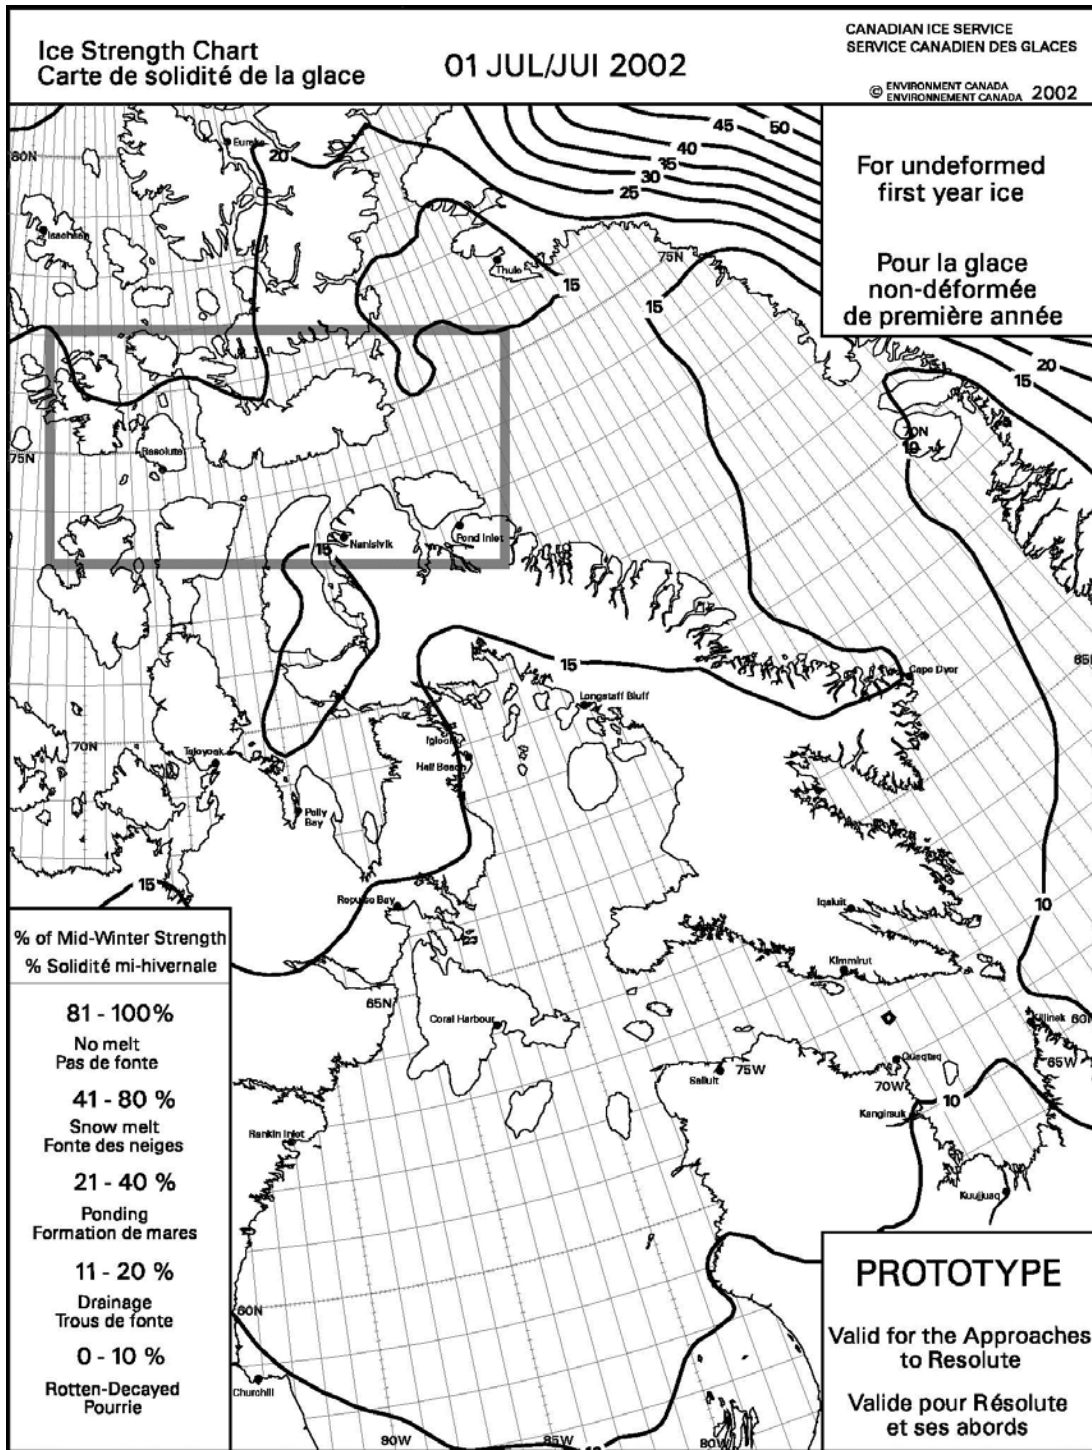 Ice Strength Chart
Carte de solidité de la glace
01 JUL/JUI 2002
CANADIAN ICE SERVICE
SERVICE CANADIEN DES GLACES
© ENVIRONMENT CANADA
ENVIRONNEMENT CANADA 2002
For undeformed
first year ice
Pour la glace
non-déformée
de première année
45
50
40
35
30
25
20
15
20
15
80N
Eureka
20
Isachsen
Thule
15
75N
15
75N
Resolute
70N
10
Nanisivik
Pond Inlet
15
15
Cape Dyer
65N
Longstaff Bluff
Igloolik
Hall Beach
70N
Taloyoak
Pelly
Bay
15
Repulse Bay
Iqaluit
10
Kimmirut
65N
Coral Harbour
Killinek
60N
65W
Salluit
75W
Quaqtaq
70W
10
Kangirsuk
Rankin Inlet
Kuujjuaq
60N
Churchill
90W
85W
10
80W
% of Mid-Winter Strength
% Solidité mi-hivernale
81 - 100%
No melt
Pas de fonte
41 - 80 %
Snow melt
Fonte des neiges
21 - 40 %
Ponding
Formation de mares
11 - 20 %
Drainage
Trous de fonte
0 - 10 %
Rotten-Decayed
Pourrie
PROTOTYPE
Valid for the Approaches
to Resolute
Valide pour Résolute
et ses abords